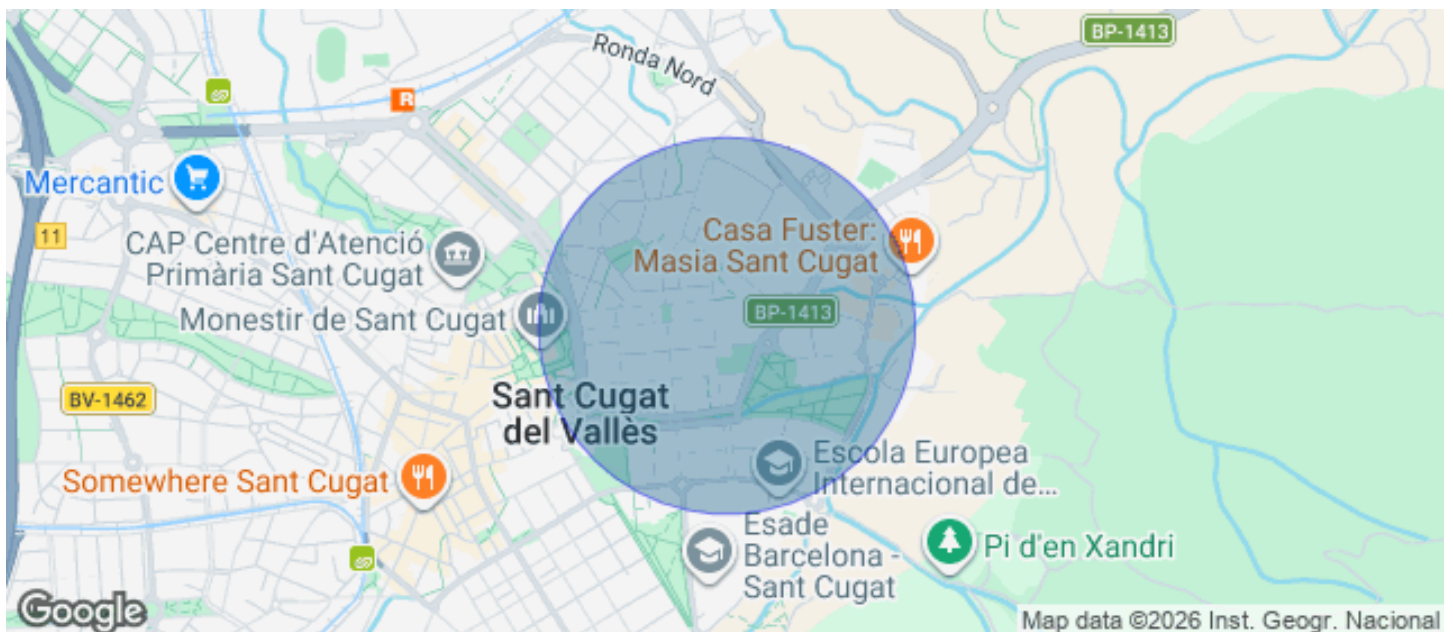 BP-1413
Ronda Nord
R
Mercantic
11
CAP Centre d'Atenció
Primària Sant Cugat
Casa Fuster:
Masia Sant Cugat
Monestir de Sant Cugat
BP-1413
BV-1462
Sant Cugat
del Vallès
Somewhere Sant Cugat
Escola Europea
Internacional de...
Esade
Barcelona -
Sant Cugat
Pi d'en Xandri
Google
Map data ©2026 Inst. Geogr. Nacional